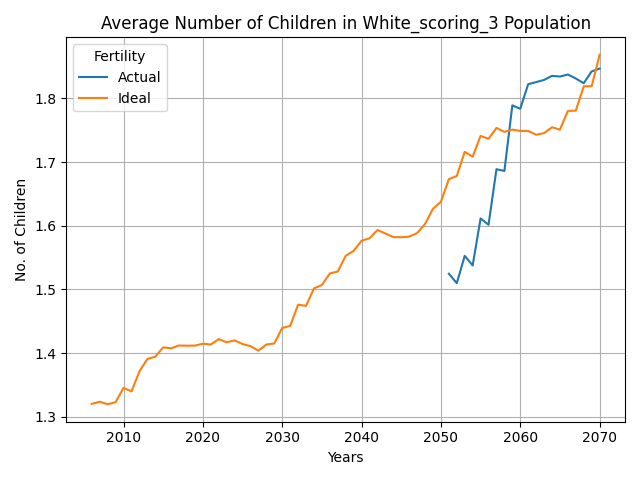 Average Number of Children in White_scoring_3 Population
Fertility
Actual
Ideal
No. of Children
1.8
1.7
1.6
1.5
1.4
1.3
2010 2020 2030 2040 2050 2060 2070
Years